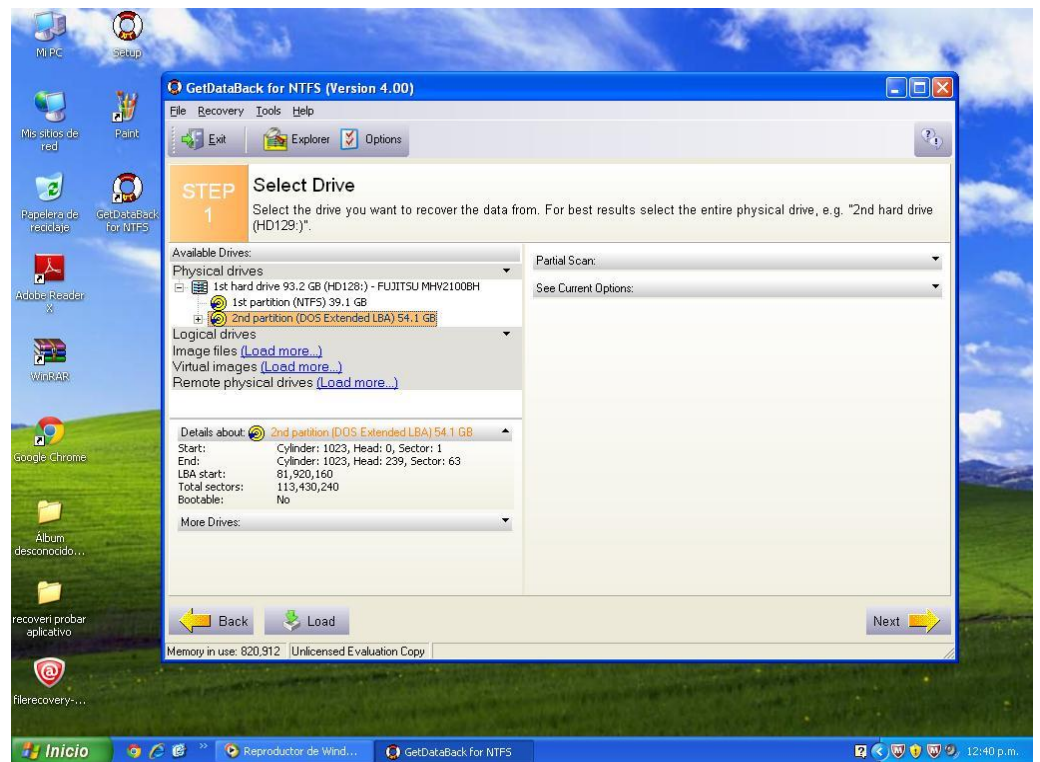 Mi PC
Setup
Mis sitios de
red
Paint
Papelera de
reciclaje
GetDataBack
for NTFS
Adobe Reader
X
WinRAR
Google Chrome
Álbum
desconocido...
recoveri probar
aplicativo
filerecovery-...
GetDataBack for NTFS (Version 4.00)
File Recovery Tools Help
Exit Explorer Options
STEP
1
Select Drive
Select the drive you want to recover the data from. For best results select the entire physical drive, e.g. "2nd hard drive
(HD129:)".
Available Drives:
Physical drives
1st hard drive 93.2 GB (HD128:) - FUJITSU MHV2100BH
1st partition (NTFS) 39.1 GB
2nd partition (DOS Extended LBA) 54.1 GB
Logical drives
Image files (Load more...)
Virtual images (Load more...)
Remote physical drives (Load more...)
Details about: 2nd partition (DOS Extended LBA) 54.1 GB
Start: Cylinder: 1023, Head: 0, Sector: 1
End: Cylinder: 1023, Head: 239, Sector: 63
LBA start: 81,920,160
Total sectors: 113,430,240
Bootable: No
More Drives:
Partial Scan:
See Current Options:
Back Load Next
Memory in use: 820,912 Unlicensed Evaluation Copy
Inicio Reproductor de Wind... GetDataBack for NTFS 12:40 p.m.